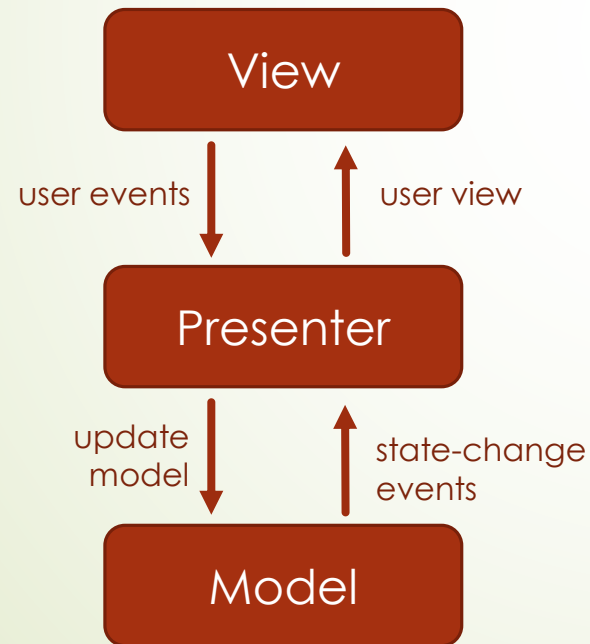 View
user events
user view
Presenter
update
model
state-change
events
Model